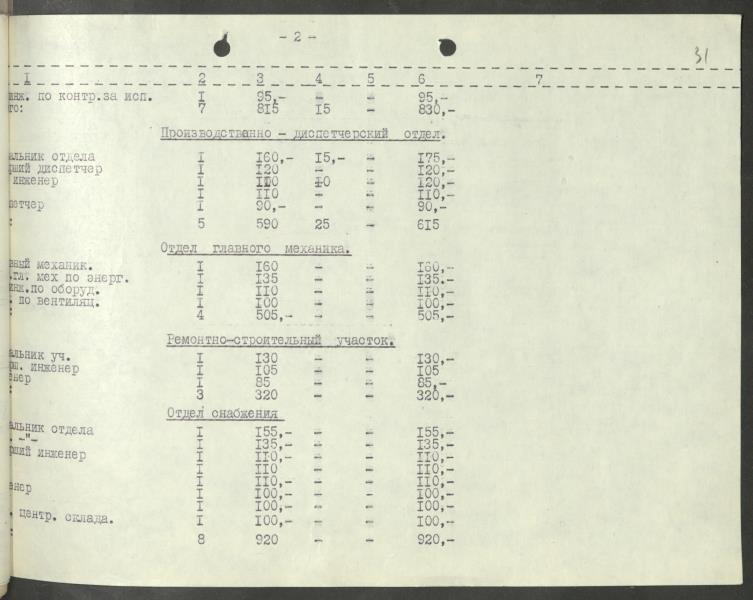 - 2 -
31
I 2 3 4 5 6 7
инж. по контр.за исп. I 95,- - - 95,-
го: 7 815 15 - 830,-
Производственно - диспетчерский отдел.
альник отдела I 160,- 15,- - 175,-
рший диспетчер I 120 - - 120,-
инженер I 110 10 - 120,-
I 110 - - 110,-
петчер I 90,- - - 90,-
: 5 590 25 - 615
Отдел главного механика.
вный механик. I 160 - - 160,-
.гл. мех по энерг. I 135 - - 135.-
инж.по оборуд. I 110 - - 110,-
. по вентиляц. I 100 - - 100,-
: 4 505,- - - 505,-
Ремонтно-строительный участок.
альник уч. I 130 - - 130,-
рш. инженер I 105 - - 105
енер I 85 - - 85,-
: 3 320 - - 320,-
Отдел снабжения
альник отдела I 155,- - - 155,-
. -"- I 135,- - - 135,-
рший инженер I 110,- - - 110,-
I 110 - - 110,-
I 110,- - - 110,-
енер I 100,- - - 100,-
I 100,- - - 100,-
. центр. склада. I 100,- - - 100,-
: 8 920 - - 920,-